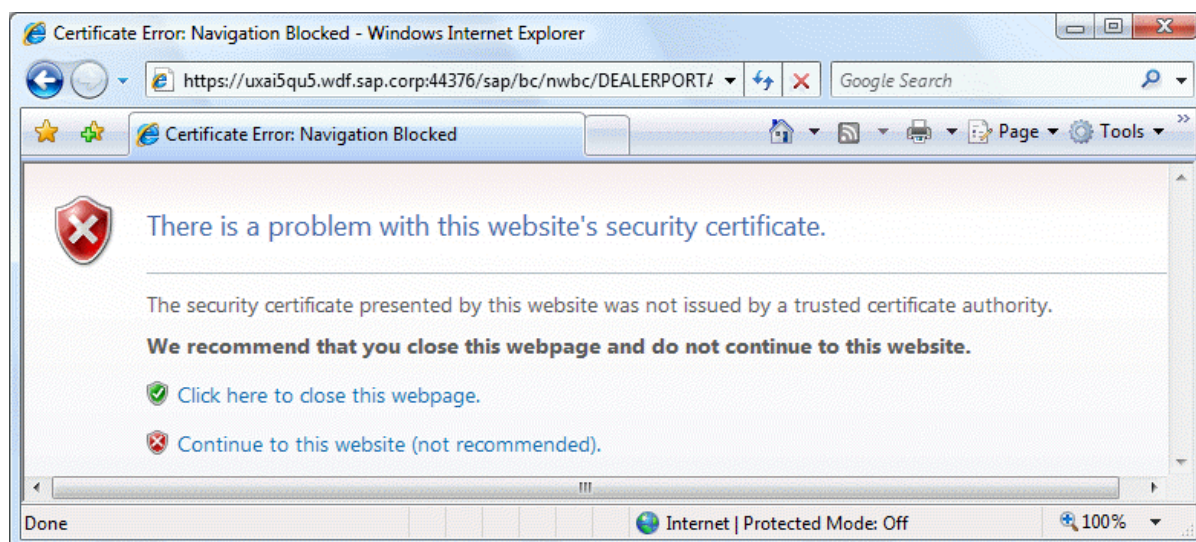 Certificate Error: Navigation Blocked - Windows Internet Explorer
https://uxai5qu5.wdf.sap.corp:44376/sap/bc/nwbc/DEALERPORTA
Google Search
Certificate Error: Navigation Blocked
Page
Tools
There is a problem with this website's security certificate.
The security certificate presented by this website was not issued by a trusted certificate authority.
We recommend that you close this webpage and do not continue to this website.
Click here to close this webpage.
Continue to this website (not recommended).
Done
Internet | Protected Mode: Off
100%